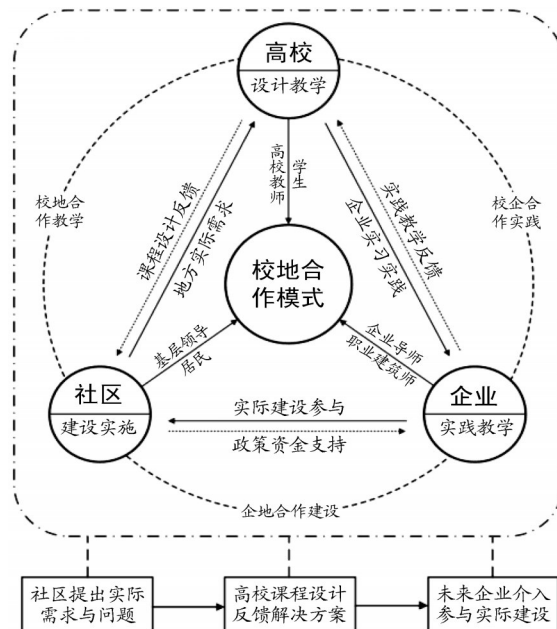 高校
设计教学
高校教师
学生
校地合
作教学
校企合
作实践
课程设计反馈
地方实际需求
实践教学反馈
企业实习实践
校地合
作模式
基层领导
居民
企业导师
职业建筑师
社区
建设实施
企业
实践教学
实际建设参与
政策资金支持
企地合作建设
社区提出实际
需求与问题
高校课程设计
反馈解决方案
未来企业介入
参与实际建设